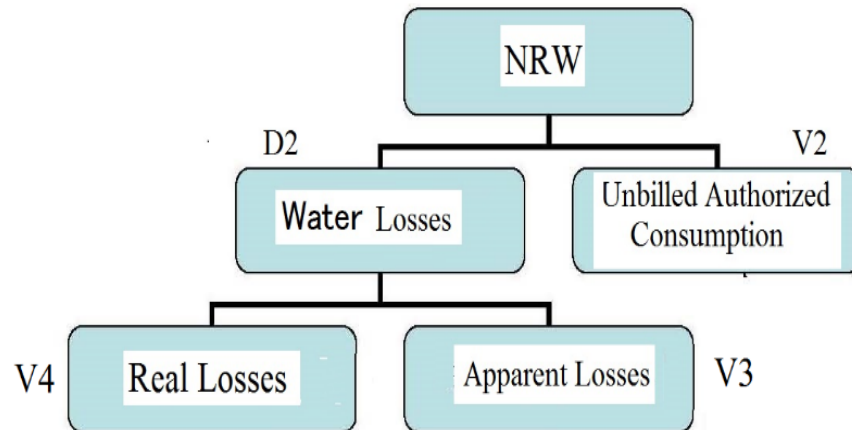 NRW
D2
V2
Water Losses
Unbilled Authorized
Consumption
V4
Real Losses
Apparent Losses
V3